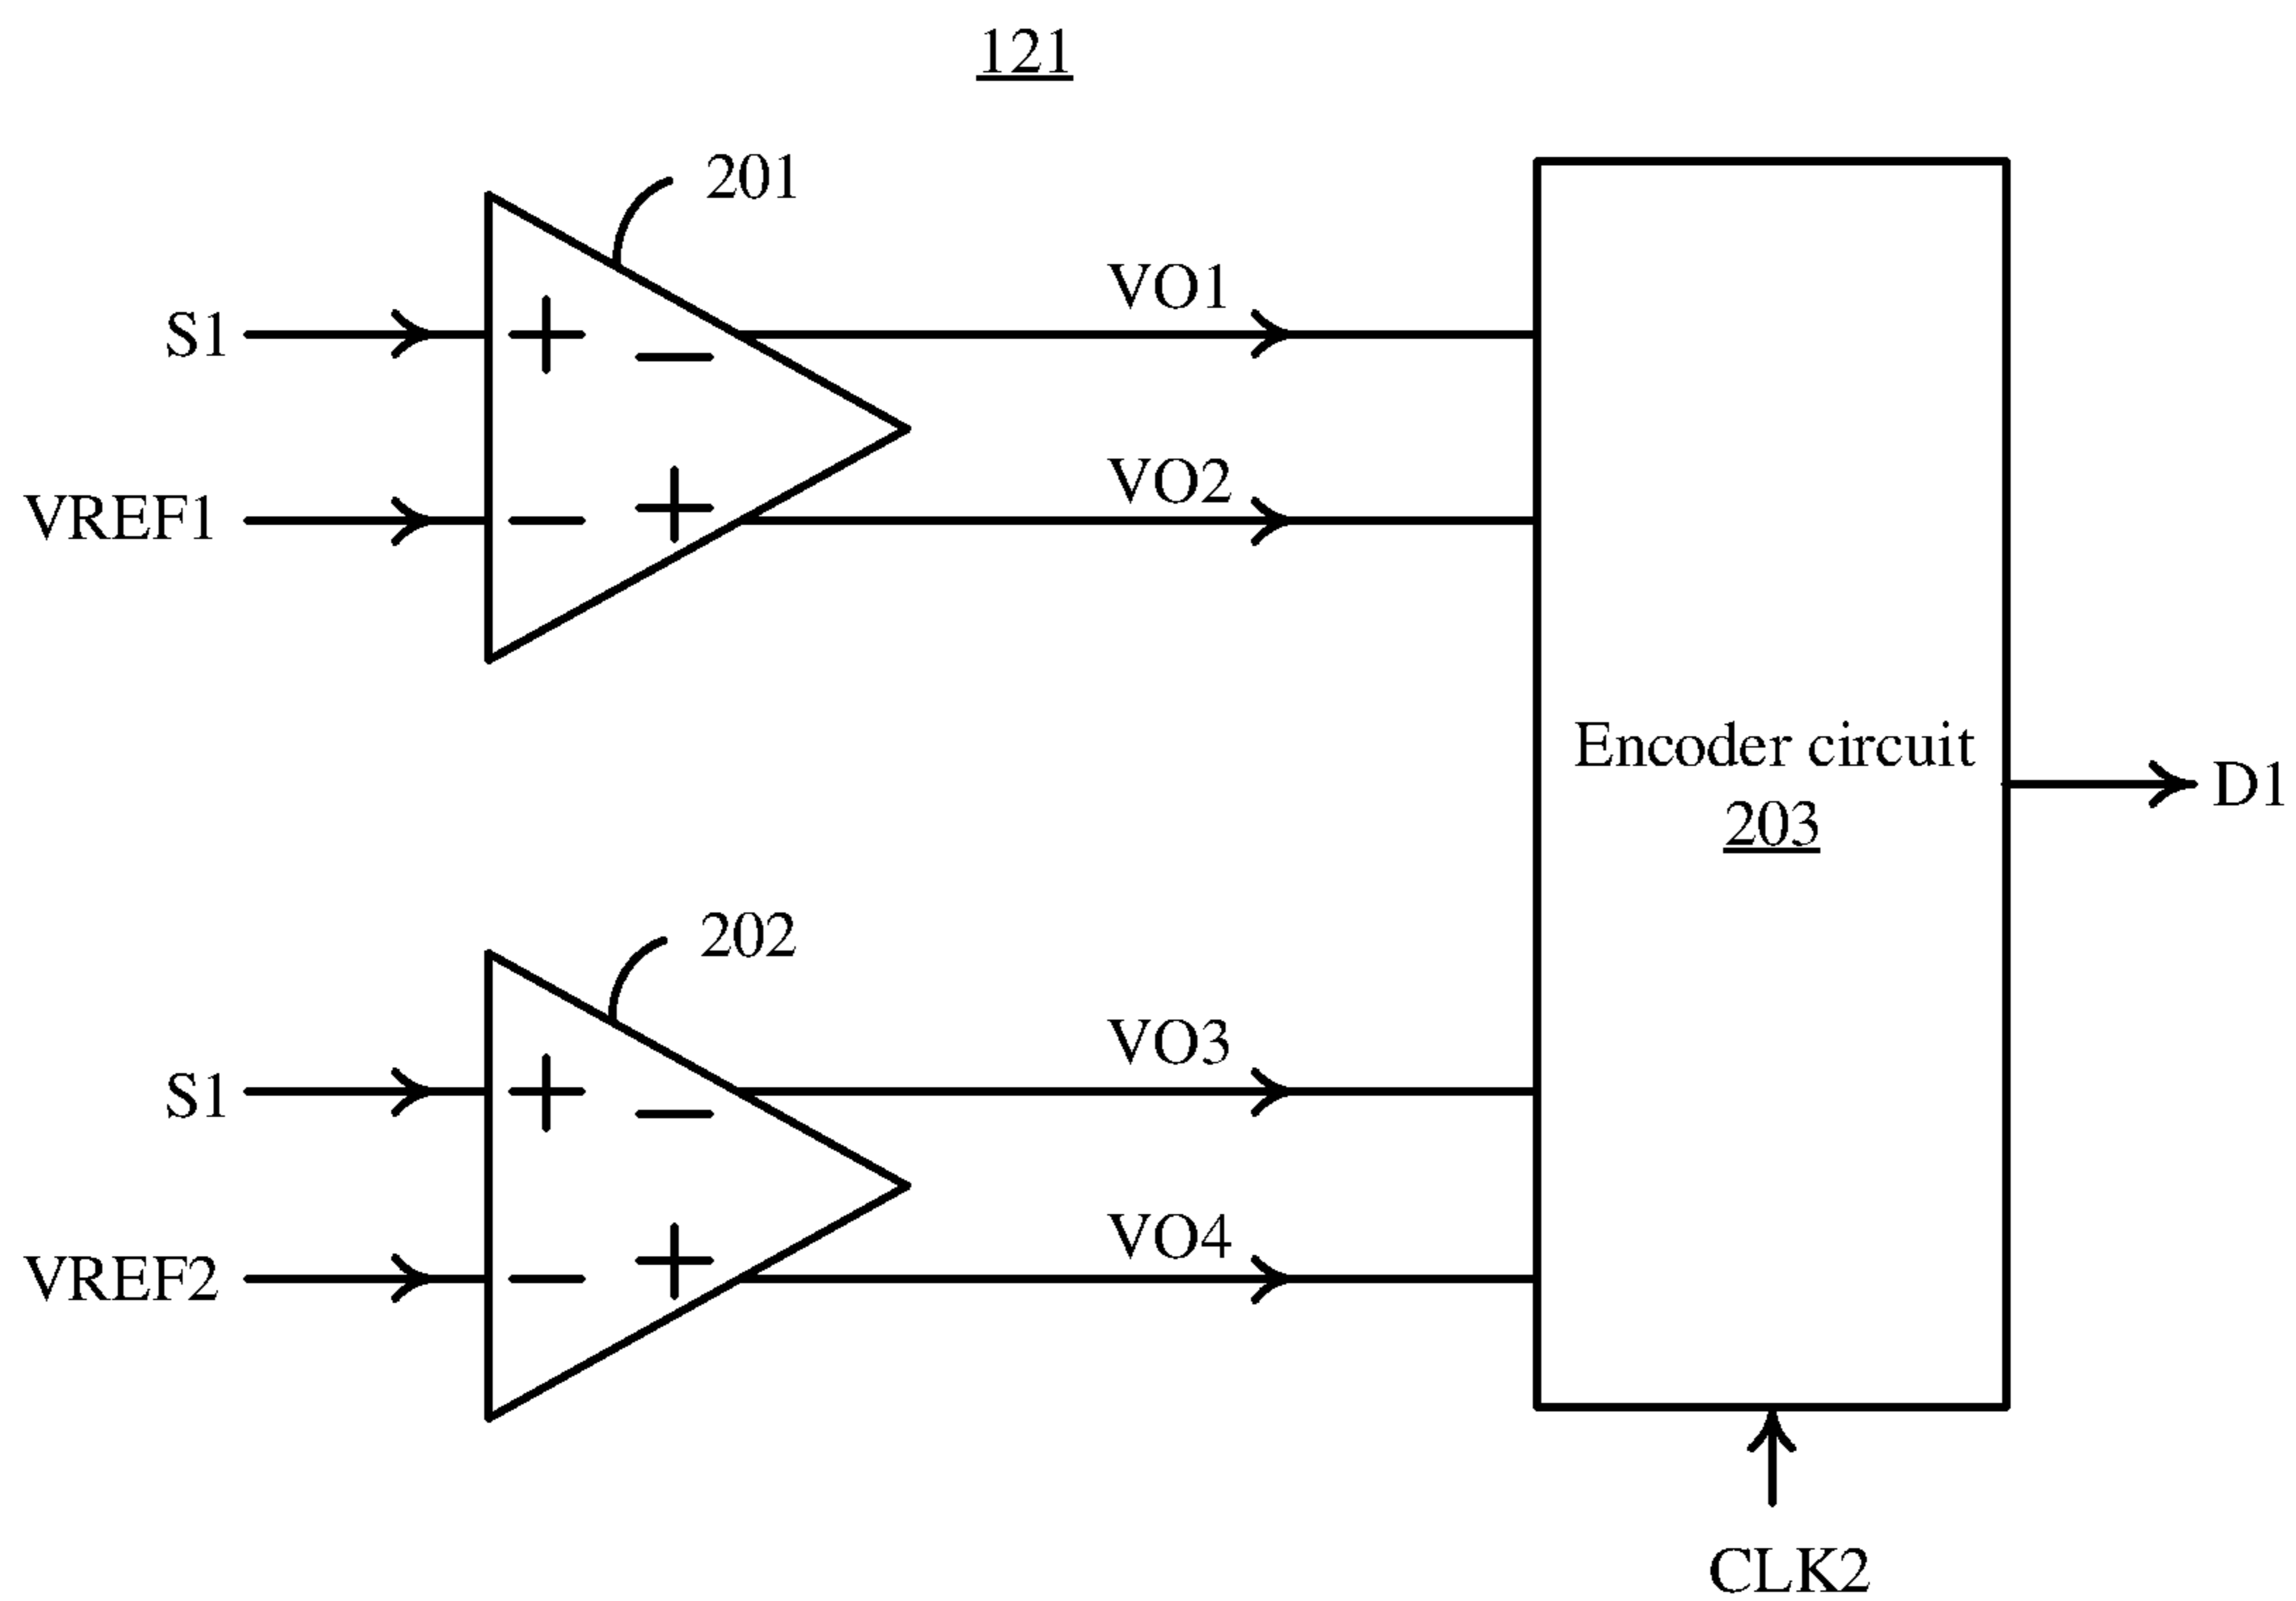 121
201
S1
+
−
VO1
VREF1
−
+
VO2
Encoder circuit
203
D1
202
S1
+
−
VO3
VREF2
−
+
VO4
CLK2